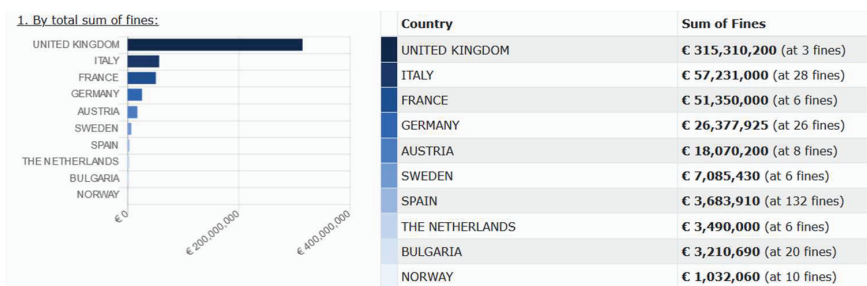 1. By total sum of fines:
UNITED KINGDOM
ITALY
FRANCE
GERMANY
AUSTRIA
SWEDEN
SPAIN
THE NETHERLANDS
BULGARIA
NORWAY
€ 0
€ 200,000,000
€ 400,000,000
Country Sum of Fines
UNITED KINGDOM € 315,310,200 (at 3 fines)
ITALY € 57,231,000 (at 28 fines)
FRANCE € 51,350,000 (at 6 fines)
GERMANY € 26,377,925 (at 26 fines)
AUSTRIA € 18,070,200 (at 8 fines)
SWEDEN € 7,085,430 (at 6 fines)
SPAIN € 3,683,910 (at 132 fines)
THE NETHERLANDS € 3,490,000 (at 6 fines)
BULGARIA € 3,210,690 (at 20 fines)
NORWAY € 1,032,060 (at 10 fines)